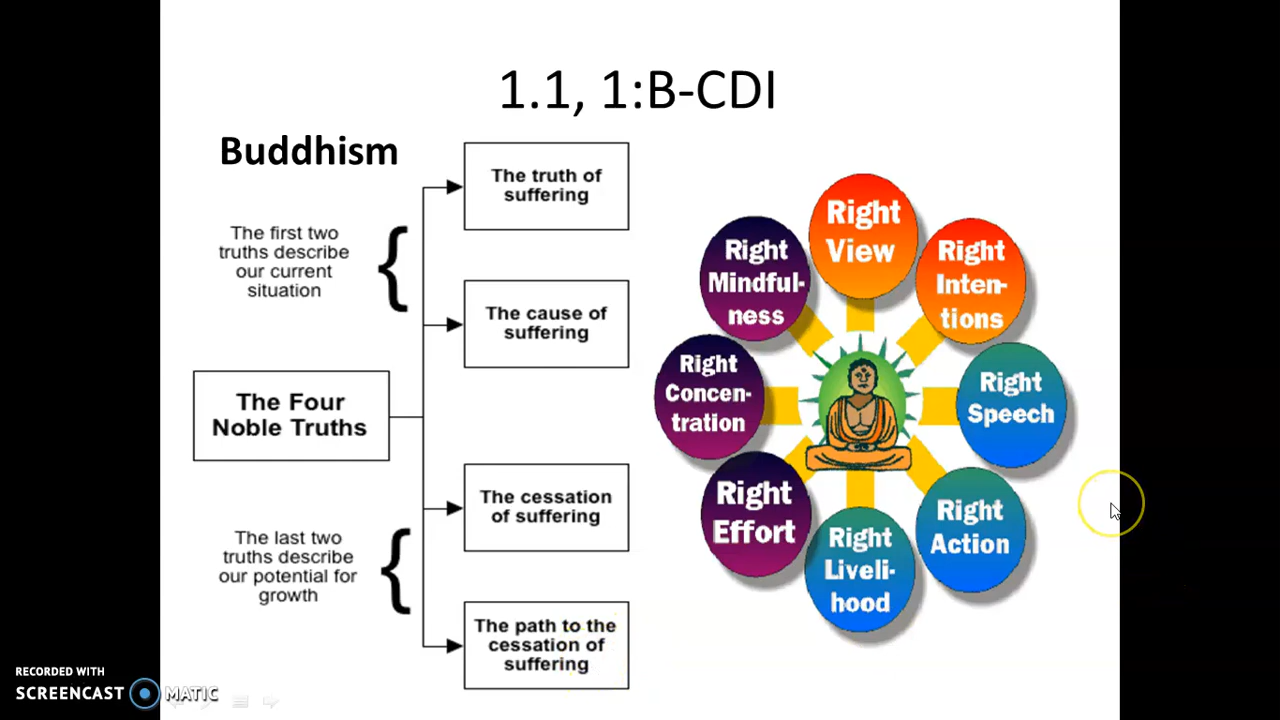 1.1, 1:B-CDI
Buddhism
The first two
truths describe
our current
situation
The Four
Noble Truths
The last two
truths describe
our potential for
growth
The truth of
suffering
The cause of
suffering
The cessation
of suffering
The path to the
cessation of
suffering
Right
View
Right
Inten-
tions
Right
Speech
Right
Action
Right
Liveli-
hood
Right
Effort
Right
Concen-
tration
Right
Mindful-
ness
RECORDED WITH
SCREENCAST MATIC